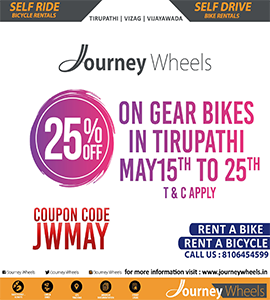 SELF RIDE
BICYCLE RENTALS
TIRUPATHI | VIZAG | VIJAYAWADA
SELF DRIVE
BIKE RENTALS
Journey Wheels
25% OFF
ON GEAR BIKES
IN TIRUPATHI
MAY15TH TO 25TH
T & C APPLY
COUPON CODE
JWMAY
RENT A BIKE
RENT A BICYCLE
CALL US : 8106454599
Journey Wheels
Journey Wheels
Journey Wheels
for more information visit : www.journeywheels.in
Journey Wheels